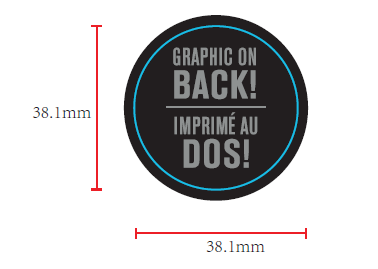 GRAPHIC ON
BACK!
IMPRIMÉ AU
DOS!
38.1mm
38.1mm